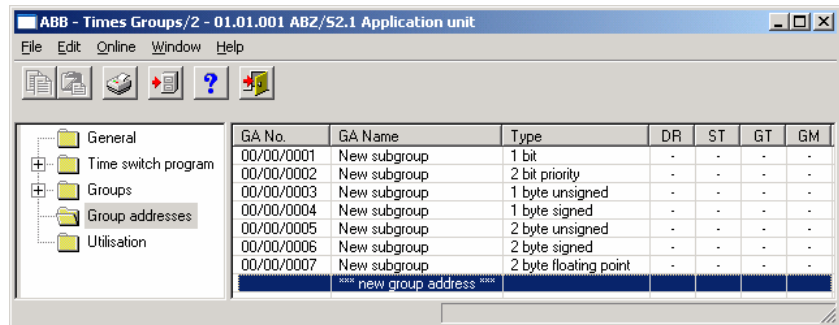 ABB - Times Groups/2 - 01.01.001 ABZ/S2.1 Application unit
File Edit Online Window Help
General
Time switch program
Groups
Group addresses
Utilisation
GA No. GA Name Type DR ST GT GM
00/00/0001 New subgroup 1 bit - - - -
00/00/0002 New subgroup 2 bit priority - - - -
00/00/0003 New subgroup 1 byte unsigned - - - -
00/00/0004 New subgroup 1 byte signed - - - -
00/00/0005 New subgroup 2 byte unsigned - - - -
00/00/0006 New subgroup 2 byte signed - - - -
00/00/0007 New subgroup 2 byte floating point - - - -
*** new group address ***